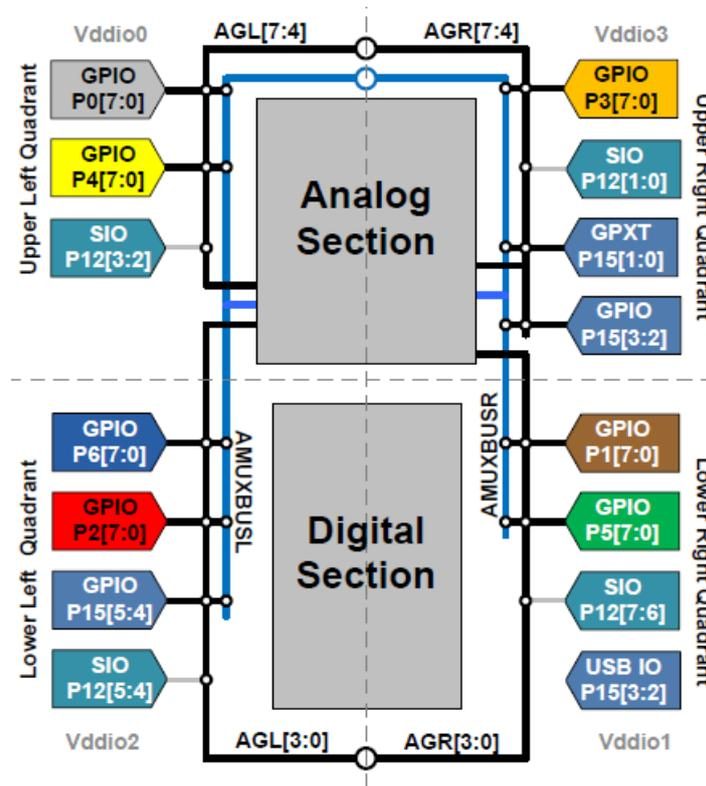 Vddio0
AGL[7:4]
AGR[7:4]
Vddio3
Upper Left Quadrant
GPIO
P0[7:0]
GPIO
P4[7:0]
SIO
P12[3:2]
Analog
Section
GPIO
P3[7:0]
SIO
P12[1:0]
GPXT
P15[1:0]
GPIO
P15[3:2]
Upper Right Quadrant
Lower Left Quadrant
GPIO
P6[7:0]
GPIO
P2[7:0]
GPIO
P15[5:4]
SIO
P12[5:4]
AMUXBUSL
Digital
Section
AMUXBUSR
GPIO
P1[7:0]
GPIO
P5[7:0]
SIO
P12[7:6]
USB IO
P15[3:2]
Lower Right Quadrant
Vddio2
AGL[3:0]
AGR[3:0]
Vddio1